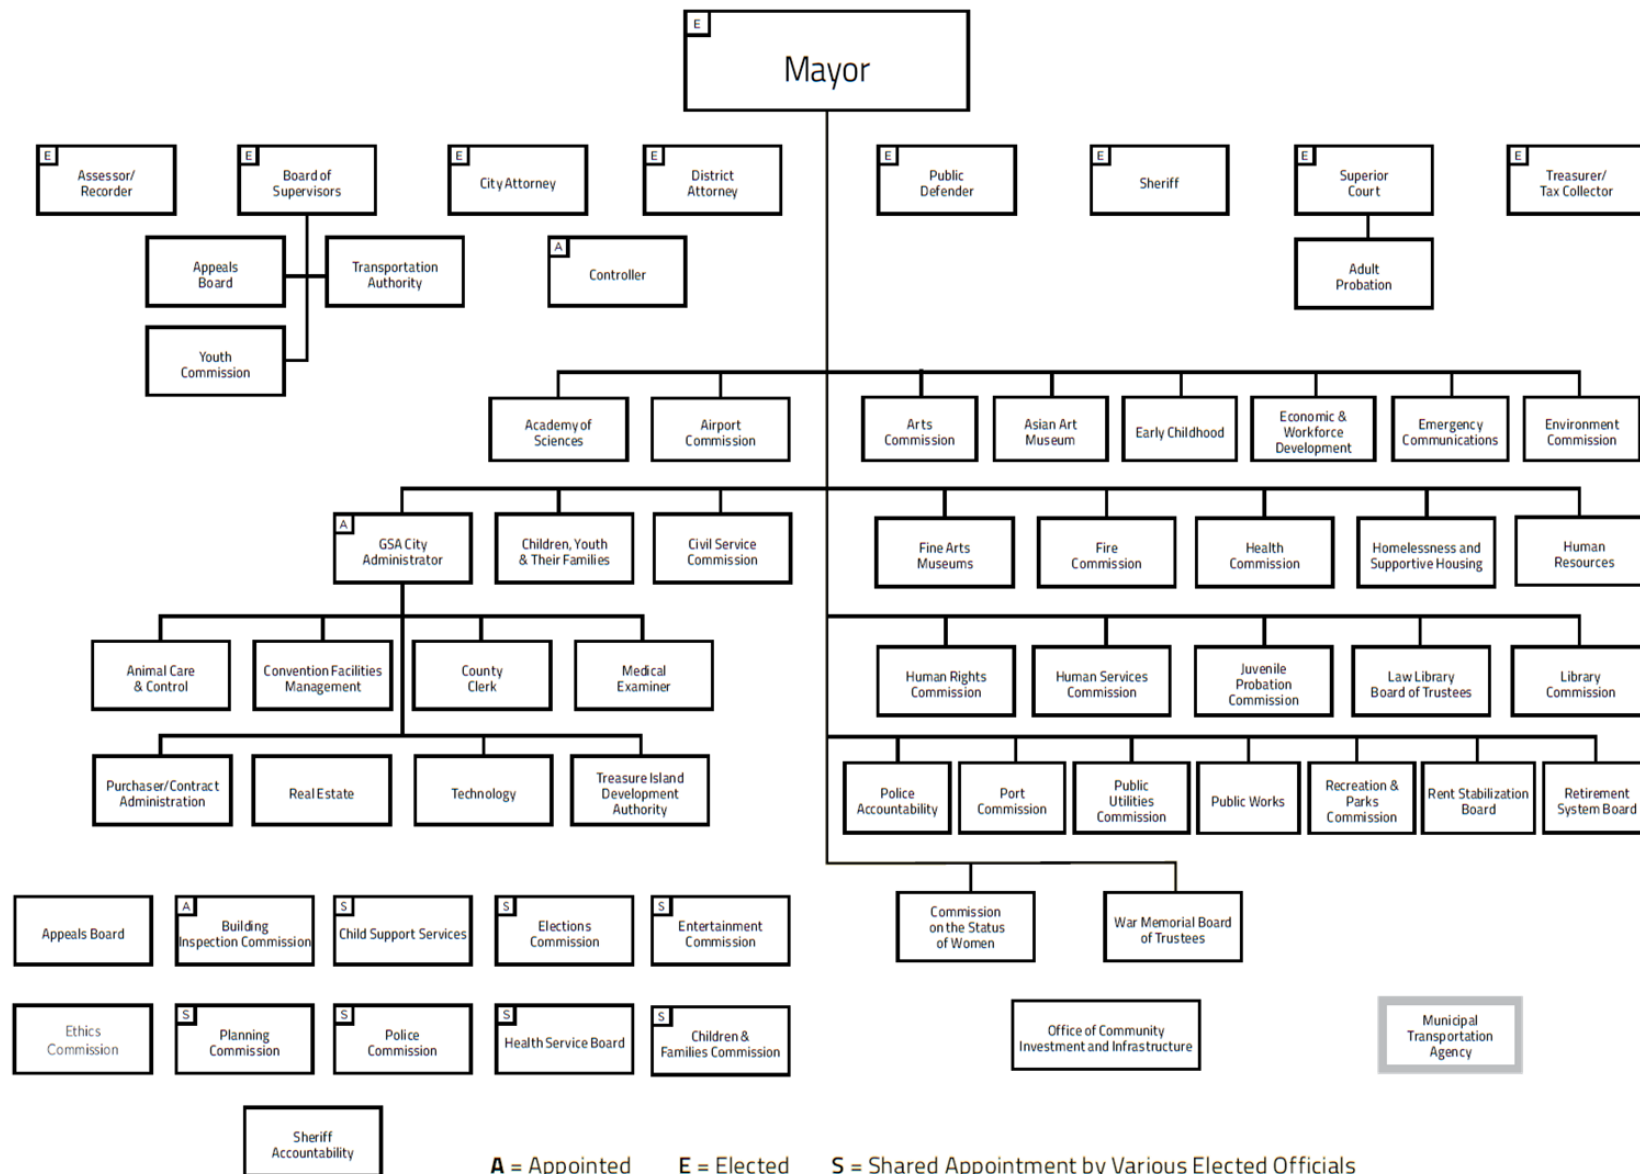 E
Mayor
E
Assessor/
Recorder
E
Board of
Supervisors
E
City Attorney
E
District
Attorney
E
Public
Defender
E
Sheriff
E
Superior
Court
E
Treasurer/
Tax Collector
Appeals
Board
Transportation
Authority
A
Controller
Adult
Probation
Youth
Commission
Academy of
Sciences
Airport
Commission
Arts
Commission
Asian Art
Museum
Early Childhood
Economic &
Workforce
Development
Emergency
Communications
Environment
Commission
A
GSA City
Administrator
Children, Youth
& Their Families
Civil Service
Commission
Fine Arts
Museums
Fire
Commission
Health
Commission
Homelessness and
Supportive Housing
Human
Resources
Animal Care
& Control
Convention Facilities
Management
County
Clerk
Medical
Examiner
Human Rights
Commission
Human Services
Commission
Juvenile
Probation
Commission
Law Library
Board of Trustees
Library
Commission
Purchaser/Contract
Administration
Real Estate
Technology
Treasure Island
Development
Authority
Police
Accountability
Port
Commission
Public
Utilities
Commission
Public Works
Recreation &
Parks
Commission
Rent Stabilization
Board
Retirement
System Board
Appeals Board
A
Building
Inspection Commission
S
Child Support Services
S
Elections
Commission
S
Entertainment
Commission
Commission
on the Status
of Women
War Memorial Board
of Trustees
Ethics
Commission
S
Planning
Commission
S
Police
Commission
S
Health Service Board
S
Children &
Families Commission
Office of Community
Investment and Infrastructure
Municipal
Transportation
Agency
Sheriff
Accountability
A = Appointed E = Elected S = Shared Appointment by Various Elected Officials